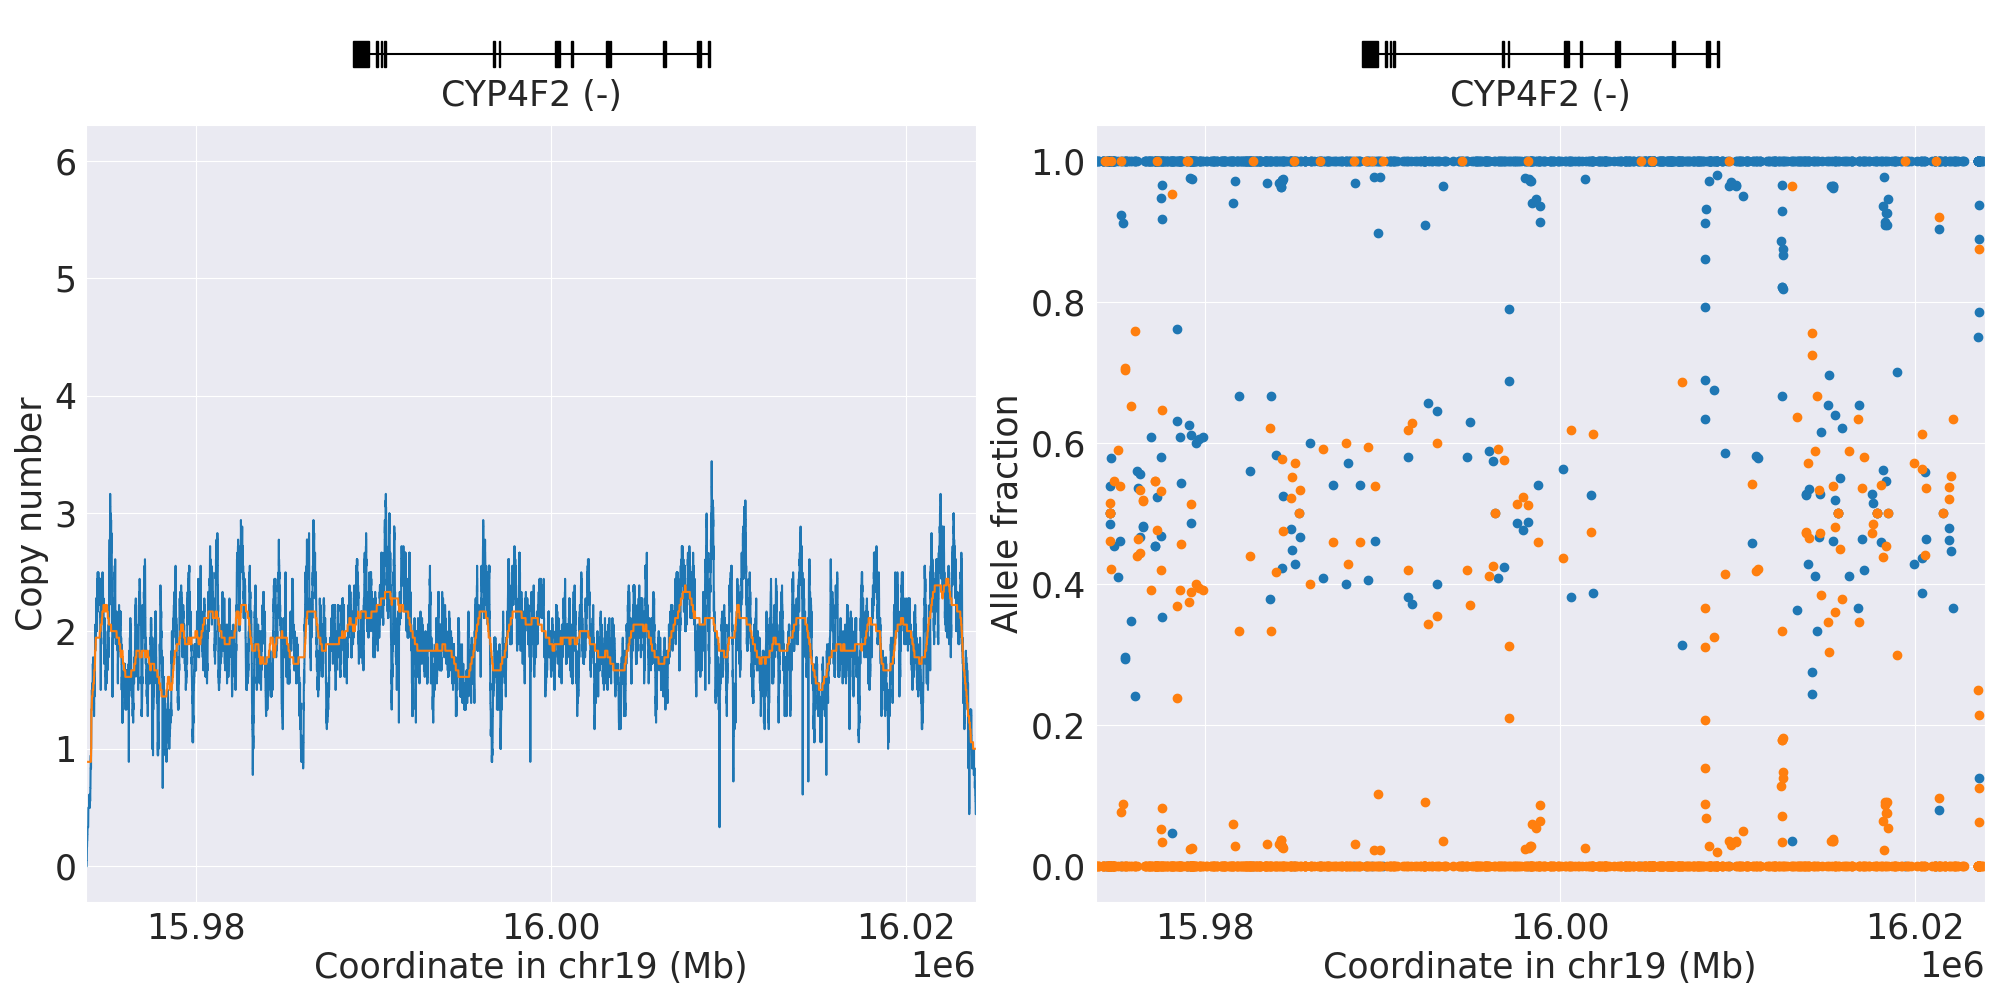 CYP4F2 (-)
Copy number
6
5
4
3
2
1
0
15.98 16.00 16.02
Coordinate in chr19 (Mb)
1e6
CYP4F2 (-)
Allele fraction
1.0
0.8
0.6
0.4
0.2
0.0
15.98 16.00 16.02
Coordinate in chr19 (Mb)
1e6